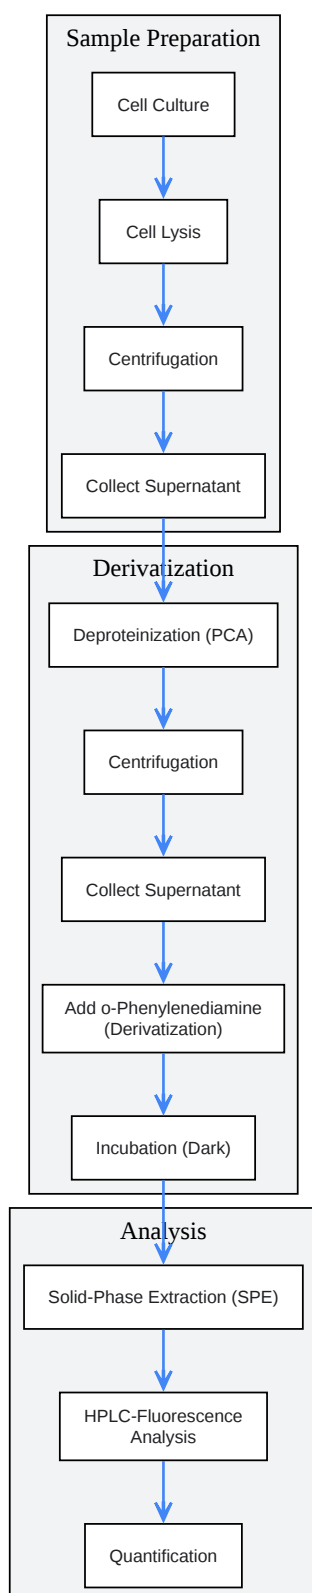 Sample Preparation
Cell Culture
Cell Lysis
Centrifugation
Collect Supernatant
Derivatization
Deproteinization (PCA)
Centrifugation
Collect Supernatant
Add o-Phenylenediamine
(Derivatization)
Incubation (Dark)
Analysis
Solid-Phase Extraction (SPE)
HPLC-Fluorescence
Analysis
Quantification